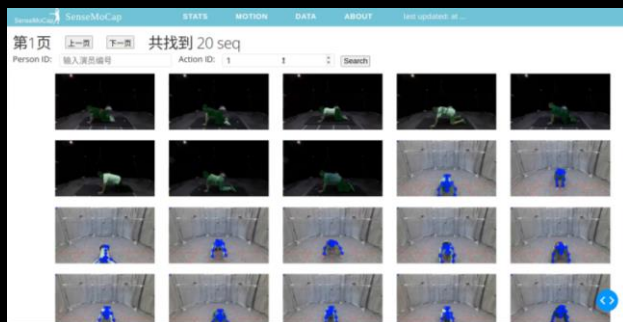 SenseMoCap SenseMoCap STATS MOTION DATA ABOUT last updated: at ...
第1页 上一页 下一页 共找到 20 seq
Person ID: 输入演员编号 Action ID: 1 Search